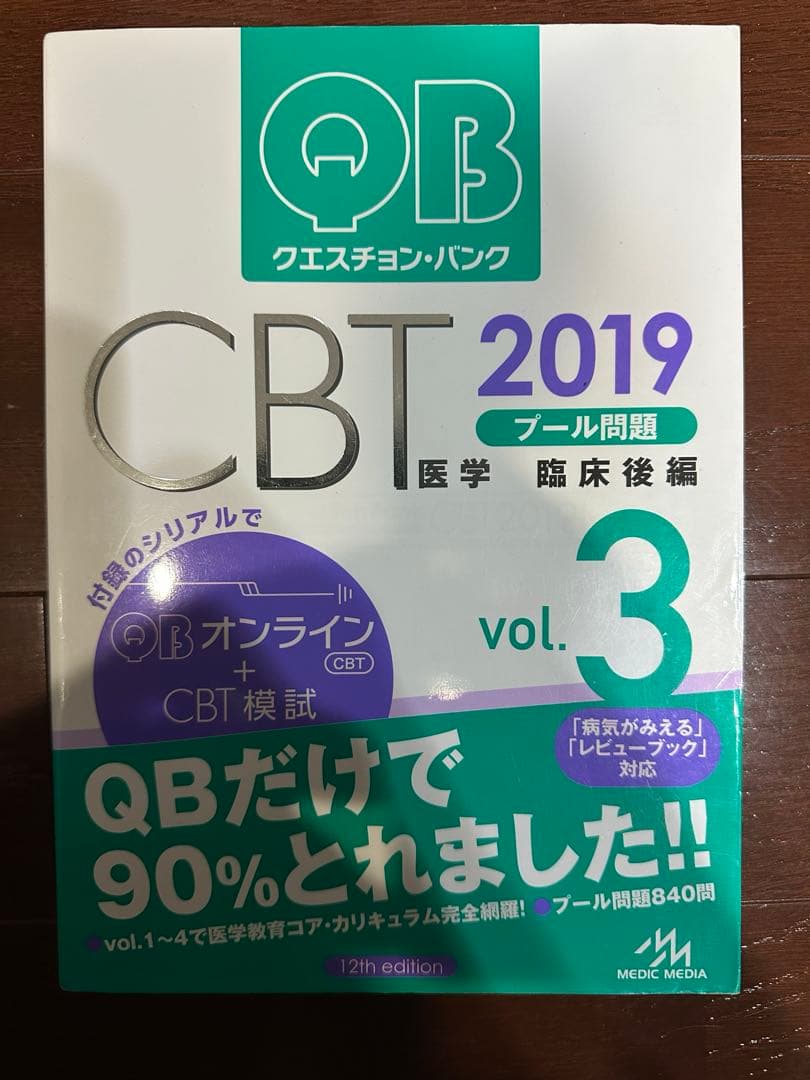 QB
クエスチョン・バンク
CBT 2019
プール問題
医学 臨床後編
付録のシリアルで
QBオンライン
CBT
+
CBT模試
vol.3
「病気がみえる」
「レビューブック」
対応
QBだけで
90%とれました!!
●vol.1~4で医学教育コア・カリキュラム完全網羅! ●プール問題840問
12th edition
MEDIC MEDIA